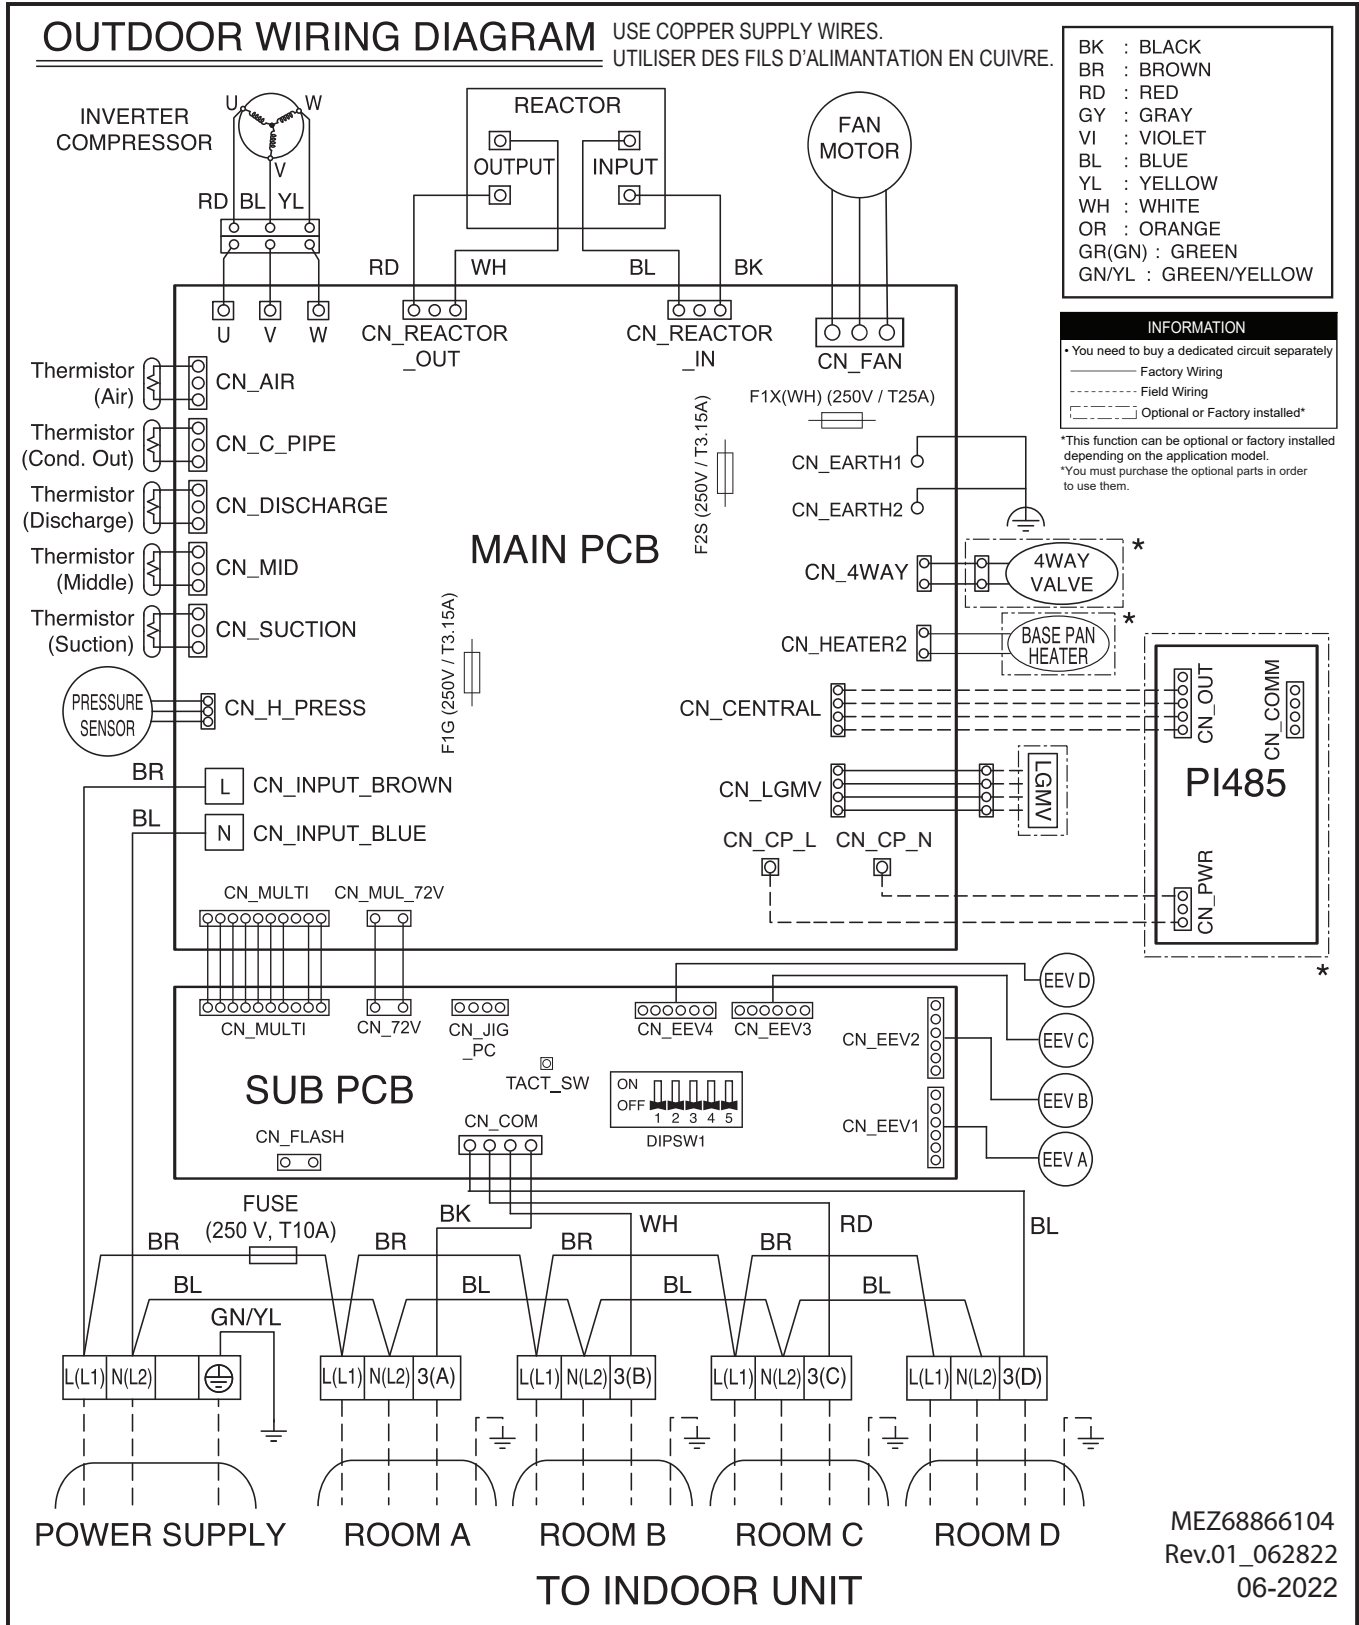 OUTDOOR WIRING DIAGRAM
USE COPPER SUPPLY WIRES.
UTILISER DES FILS D'ALIMANTATION EN CUIVRE.
BK : BLACK
BR : BROWN
RD : RED
GY : GRAY
VI : VIOLET
BL : BLUE
YL : YELLOW
WH : WHITE
OR : ORANGE
GR(GN) : GREEN
GN/YL : GREEN/YELLOW
INFORMATION
• You need to buy a dedicated circuit separately
Factory Wiring
Field Wiring
Optional or Factory installed*
*This function can be optional or factory installed
depending on the application model.
*You must purchase the optional parts in order
to use them.
INVERTER
COMPRESSOR
U
W
V
RD BL YL
U V W
REACTOR
OUTPUT
INPUT
RD
WH
BL
BK
CN_REACTOR
_OUT
CN_REACTOR
_IN
FAN
MOTOR
CN_FAN
F1X(WH) (250V / T25A)
F2S (250V / T3.15A)
F1G (250V / T3.15A)
Thermistor
(Air)
CN_AIR
Thermistor
(Cond. Out)
CN_C_PIPE
Thermistor
(Discharge)
CN_DISCHARGE
Thermistor
(Middle)
CN_MID
Thermistor
(Suction)
CN_SUCTION
PRESSURE
SENSOR
CN_H_PRESS
MAIN PCB
CN_EARTH1
CN_EARTH2
CN_4WAY
4WAY
VALVE
*
CN_HEATER2
BASE PAN
HEATER
*
CN_CENTRAL
CN_LGMV
LGMV
CN_CP_L
CN_CP_N
CN_OUT
CN_COMM
PI485
CN_PWR
*
BR
L
CN_INPUT_BROWN
BL
N
CN_INPUT_BLUE
CN_MULTI
CN_MUL_72V
CN_MULTI
CN_72V
CN_JIG
_PC
CN_EEV4
CN_EEV3
CN_EEV2
CN_EEV1
EEV D
EEV C
EEV B
EEV A
SUB PCB
TACT_SW
ON
OFF
1 2 3 4 5
DIPSW1
CN_COM
CN_FLASH
FUSE
(250 V, T10A)
BK
WH
RD
BL
BR
BR
BR
BR
BL
BL
BL
BL
GN/YL
L(L1) N(L2)
L(L1) N(L2) 3(A)
L(L1) N(L2) 3(B)
L(L1) N(L2) 3(C)
L(L1) N(L2) 3(D)
POWER SUPPLY
ROOM A
ROOM B
ROOM C
ROOM D
TO INDOOR UNIT
MEZ68866104
Rev.01_062822
06-2022